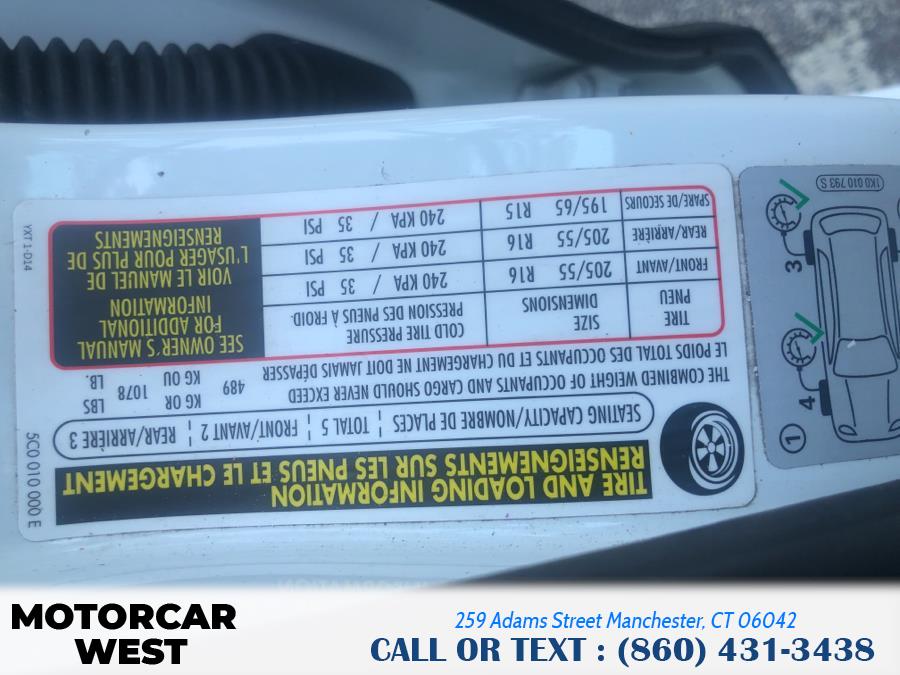 TIRE AND LOADING INFORMATION
RENSEIGNEMENTS SUR LES PNEUS ET LE CHARGEMENT
SEATING CAPACITY/NOMBRE DE PLACES | TOTAL 5 | FRONT/AVANT 2 | REAR/ARRIÈRE 3
THE COMBINED WEIGHT OF OCCUPANTS AND CARGO SHOULD NEVER EXCEED
LE POIDS TOTAL DES OCCUPANTS ET DU CHARGEMENT NE DOIT JAMAIS DÉPASSER
489 KG OR 1078 LBS
KG OU LB.
TIRE SIZE COLD TIRE PRESSURE
PNEU DIMENSIONS PRESSION DES PNEUS À FROID.
FRONT/AVANT 205/55 R16 240 KPA / 35 PSI
REAR/ARRIÈRE 205/55 R16 240 KPA / 35 PSI
SPARE/DE SECOURS 195/65 R15 240 KPA / 35 PSI
SEE OWNER'S MANUAL
FOR ADDITIONAL
INFORMATION
VOIR LE MANUEL DE
L'USAGER POUR PLUS DE
RENSEIGNEMENTS
5C0 010 000 E
YXT 1-D14
1K0 010 793 S
1
4
3
MOTORCAR
WEST
259 Adams Street Manchester, CT 06042
CALL OR TEXT : (860) 431-3438